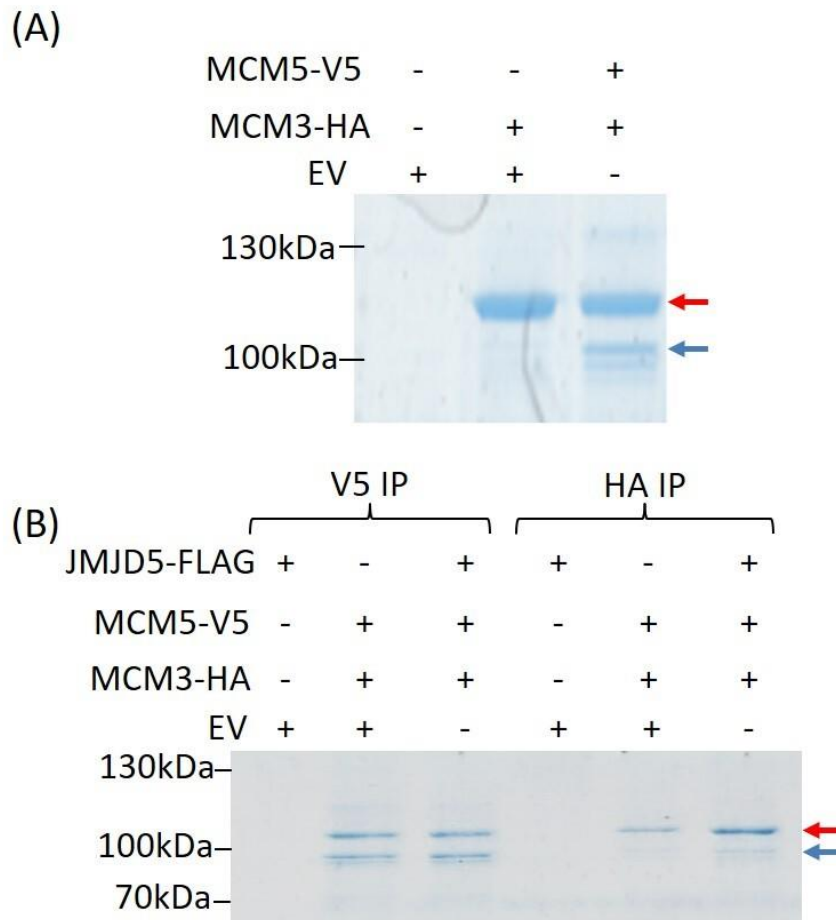 (A)
MCM5-V5 - - +
MCM3-HA - + +
EV + + -
130kDa
100kDa
V5 IP HA IP
(B)
JMJD5-FLAG + - + + - +
MCM5-V5 - + + - + +
MCM3-HA - + + - + +
EV + + - + + -
130kDa
100kDa
70kDa